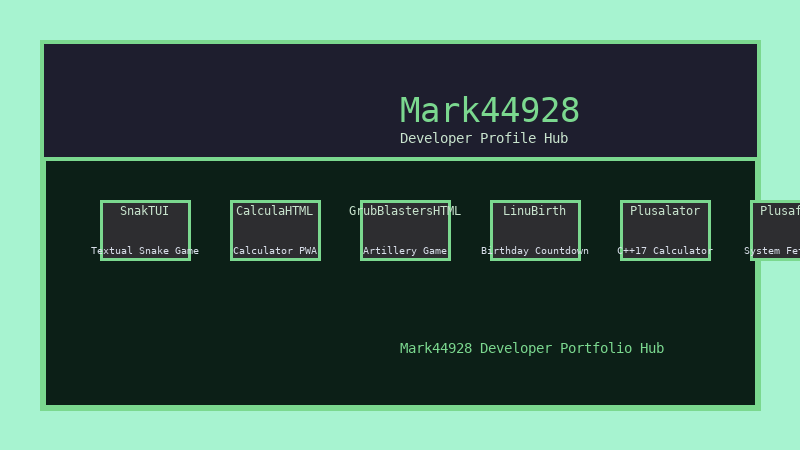 Mark44928
Developer Profile Hub
SnakTUI
CalculaHTML
GrubBlastersHTML
LinuBirth
Plusalator
Textual Snake Game
Calculator PWA
Artillery Game
Birthday Countdown
C++17 Calculator
System
Mark44928 Developer Portfolio Hub